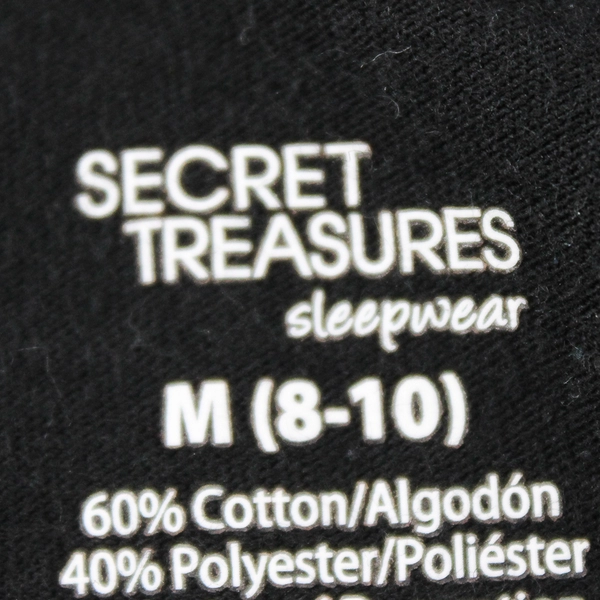 SECRET
TREASURES
sleepwear
M (8-10)
60% Cotton/Algodón
40% Polyester/Poliéster